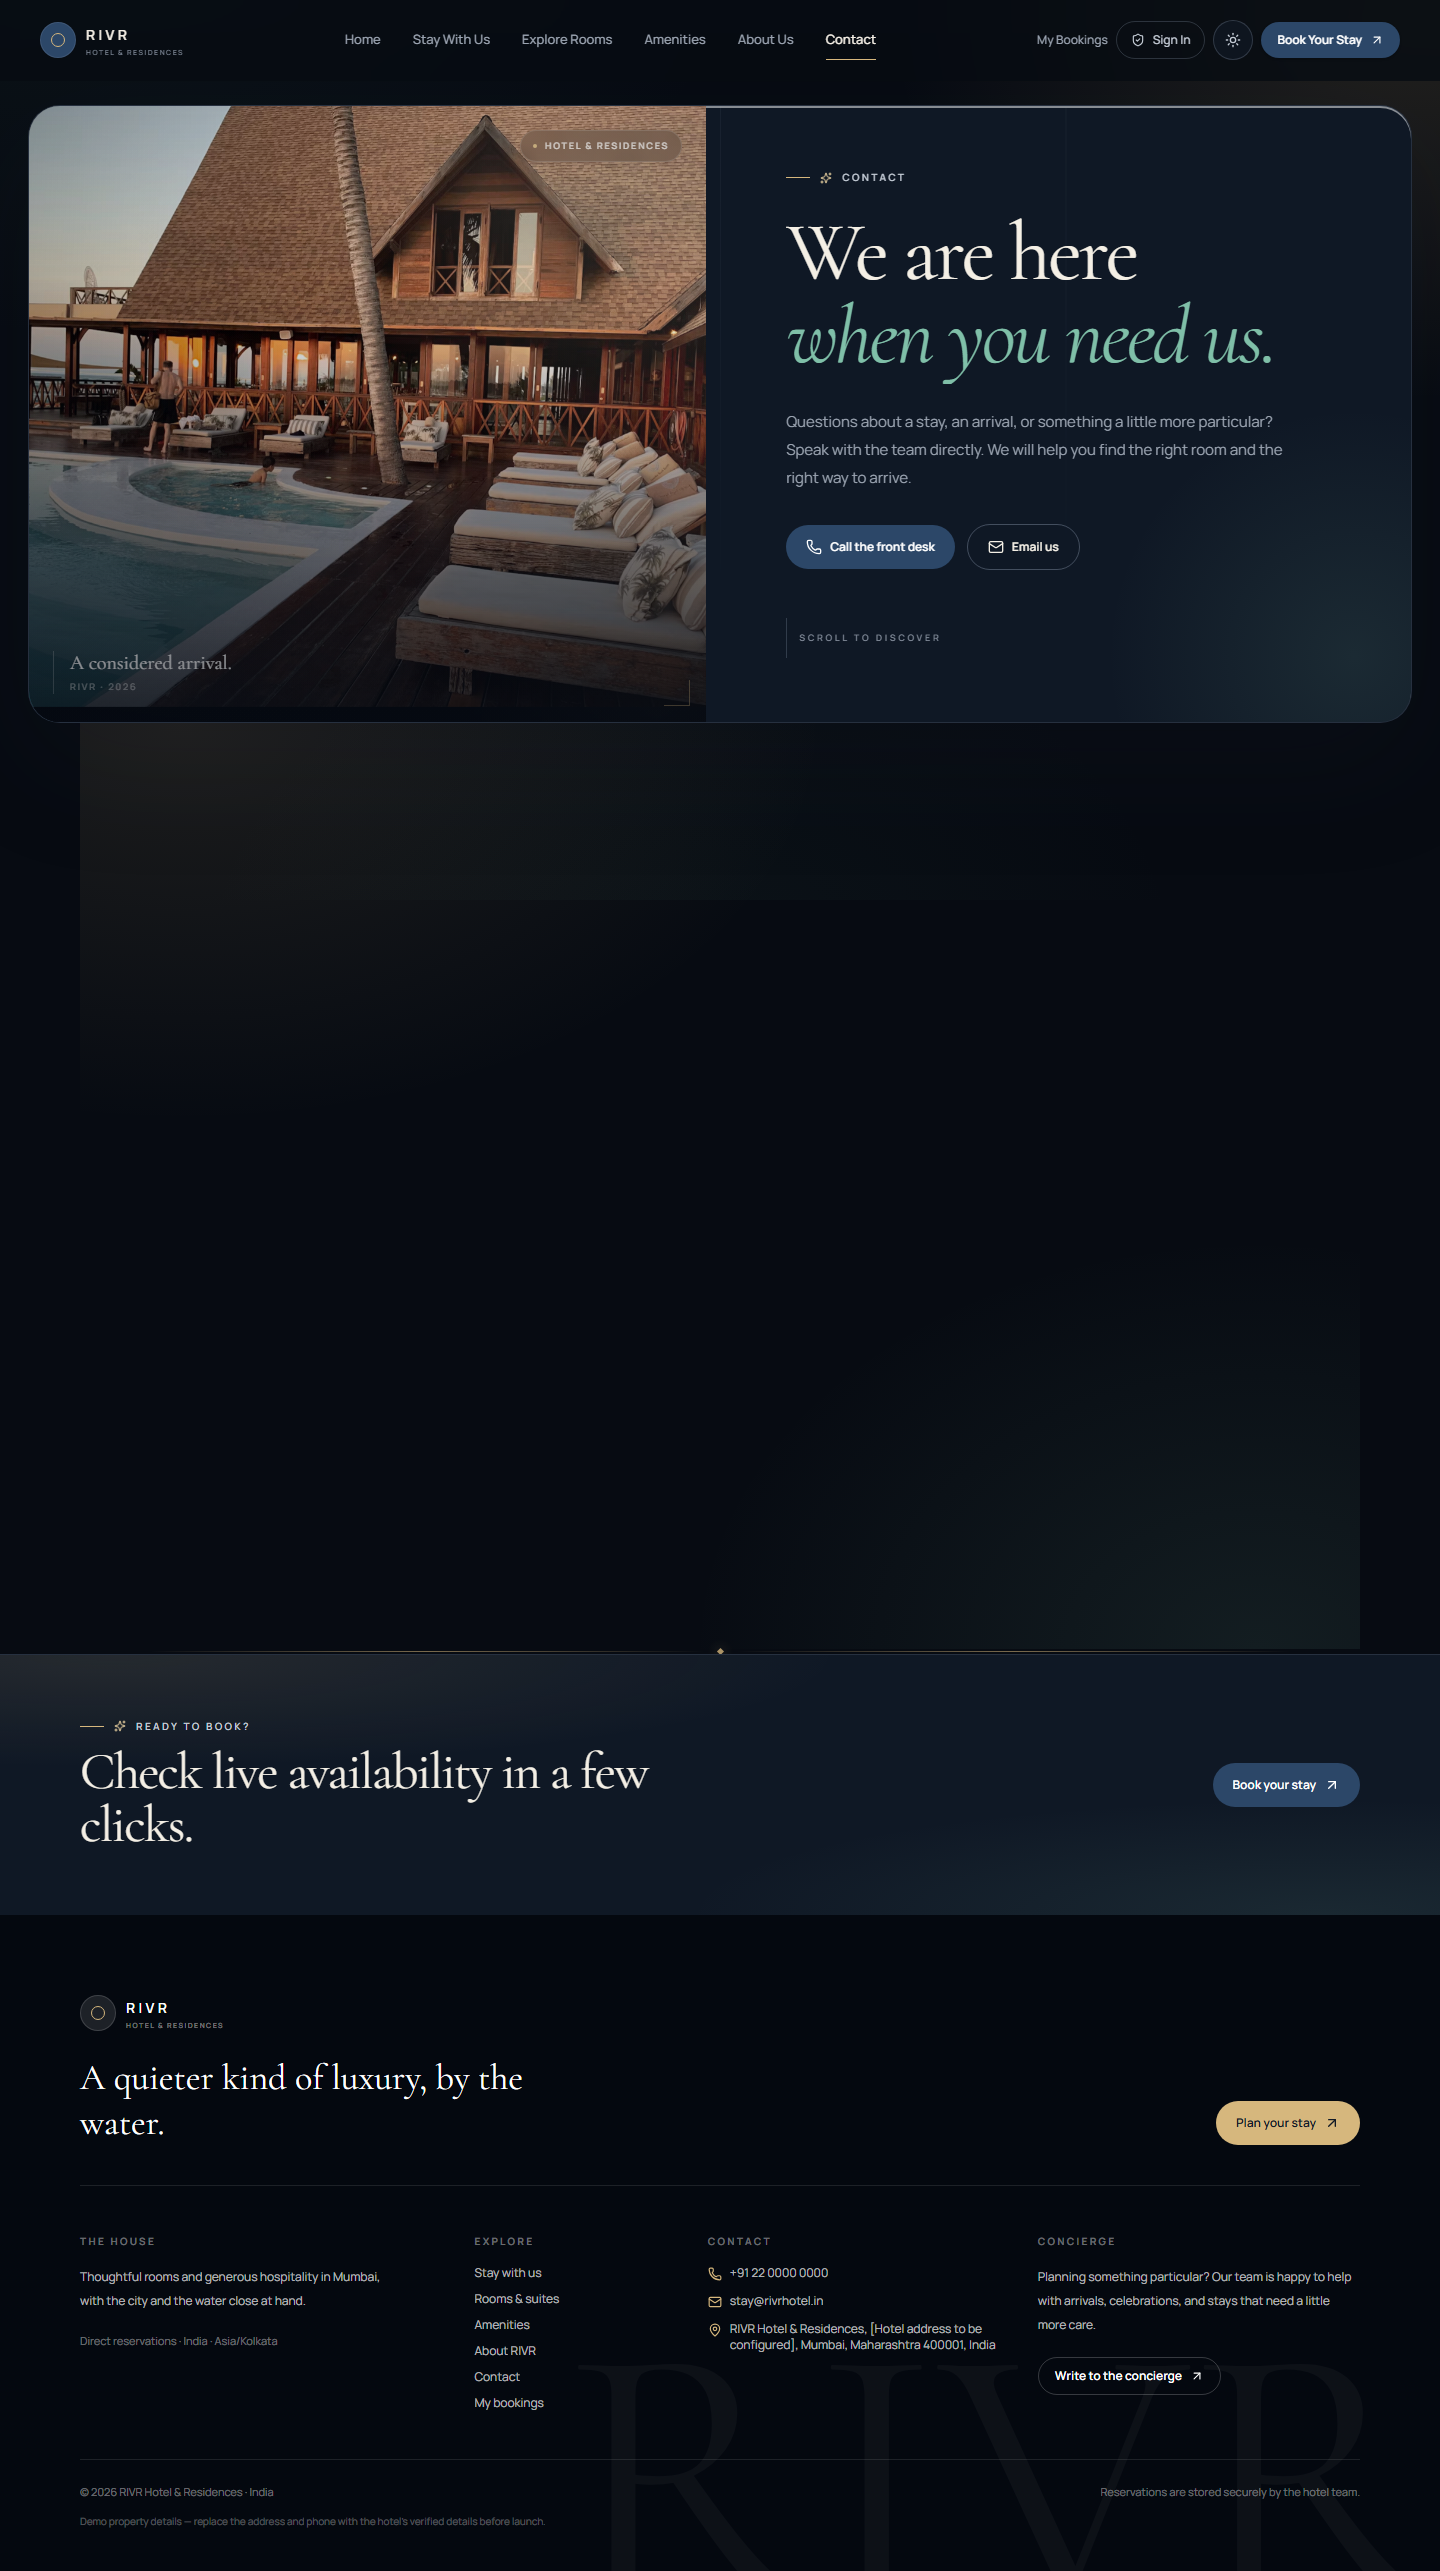 RIVR
HOTEL & RESIDENCES
Home
Stay With Us
Explore Rooms
Amenities
About Us
Contact
My Bookings
Sign In
Book Your Stay
HOTEL & RESIDENCES
A considered arrival.
RIVR · 2026
CONTACT
We are here
when you need us.
Questions about a stay, an arrival, or something a little more particular?
Speak with the team directly. We will help you find the right room and the
right way to arrive.
Call the front desk
Email us
SCROLL TO DISCOVER
READY TO BOOK?
Check live availability in a few
clicks.
Book your stay
RIVR
HOTEL & RESIDENCES
A quieter kind of luxury, by the
water.
Plan your stay
THE HOUSE
Thoughtful rooms and generous hospitality in Mumbai,
with the city and the water close at hand.
Direct reservations · India · Asia/Kolkata
EXPLORE
Stay with us
Rooms & suites
Amenities
About RIVR
Contact
My bookings
CONTACT
+91 22 0000 0000
stay@rivrhotel.in
RIVR Hotel & Residences, [Hotel address to be
configured], Mumbai, Maharashtra 400001, India
CONCIERGE
Planning something particular? Our team is happy to help
with arrivals, celebrations, and stays that need a little
more care.
Write to the concierge
RIVR
© 2026 RIVR Hotel & Residences · India
Reservations are stored securely by the hotel team.
Demo property details — replace the address and phone with the hotel's verified details before launch.